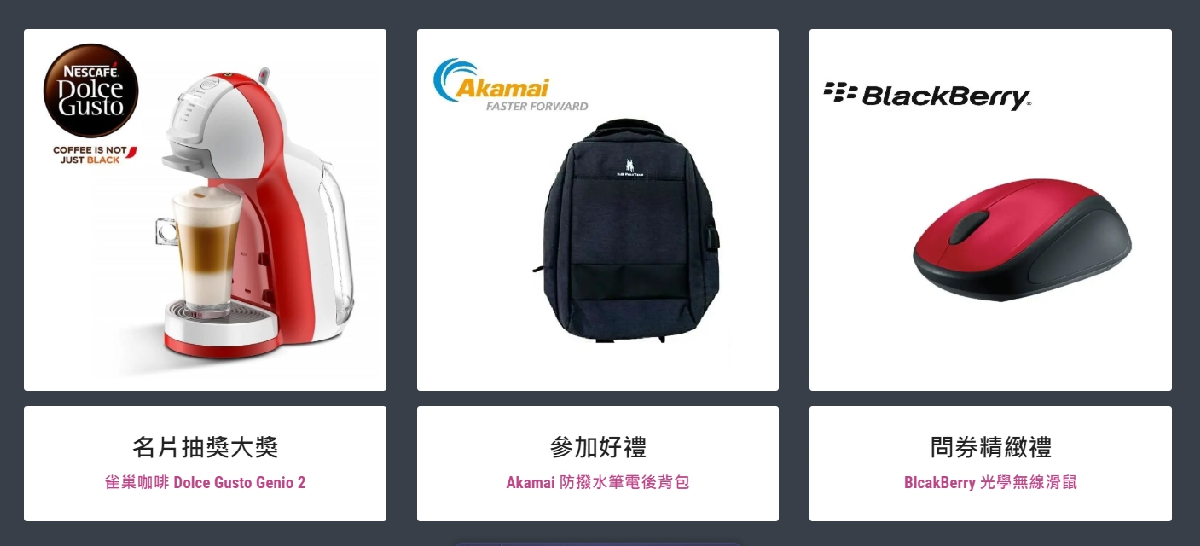 NESCAFÉ.
Dolce
Gusto
COFFEE IS NOT
JUST BLACK
Akamai
FASTER FORWARD
BlackBerry.
名片抽獎大獎
雀巢咖啡 Dolce Gusto Genio 2
參加好禮
Akamai 防撥水筆電後背包
問券精緻禮
BlcakBerry 光學無線滑鼠